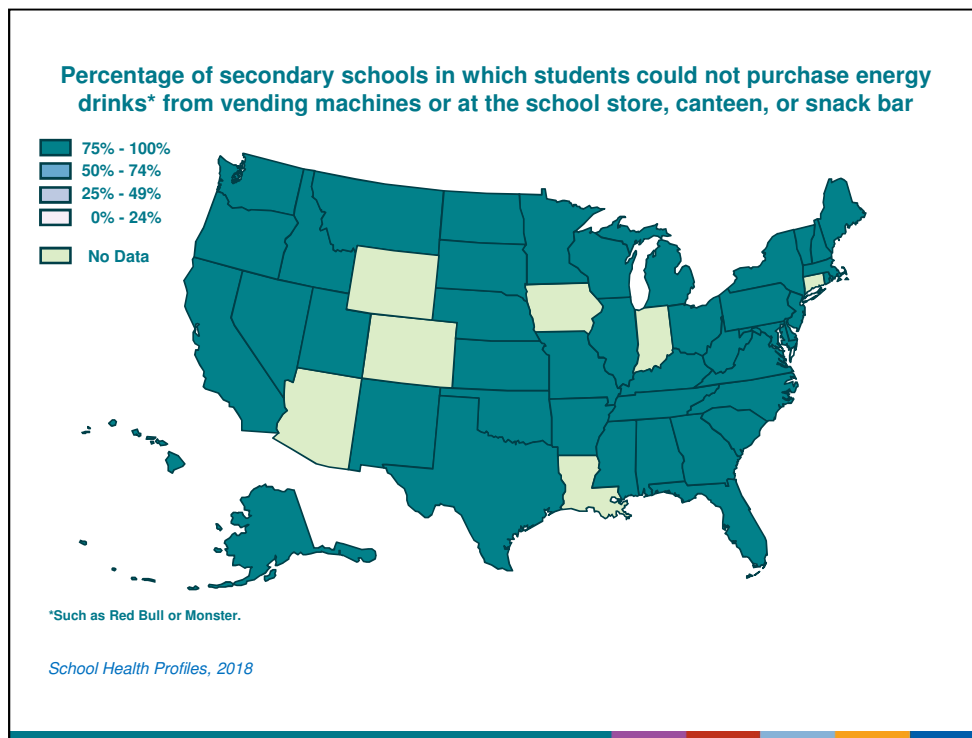 Percentage of secondary schools in which students could not purchase energy
drinks* from vending machines or at the school store, canteen, or snack bar
75% - 100%
50% - 74%
25% - 49%
0% - 24%
No Data
*Such as Red Bull or Monster.
School Health Profiles, 2018